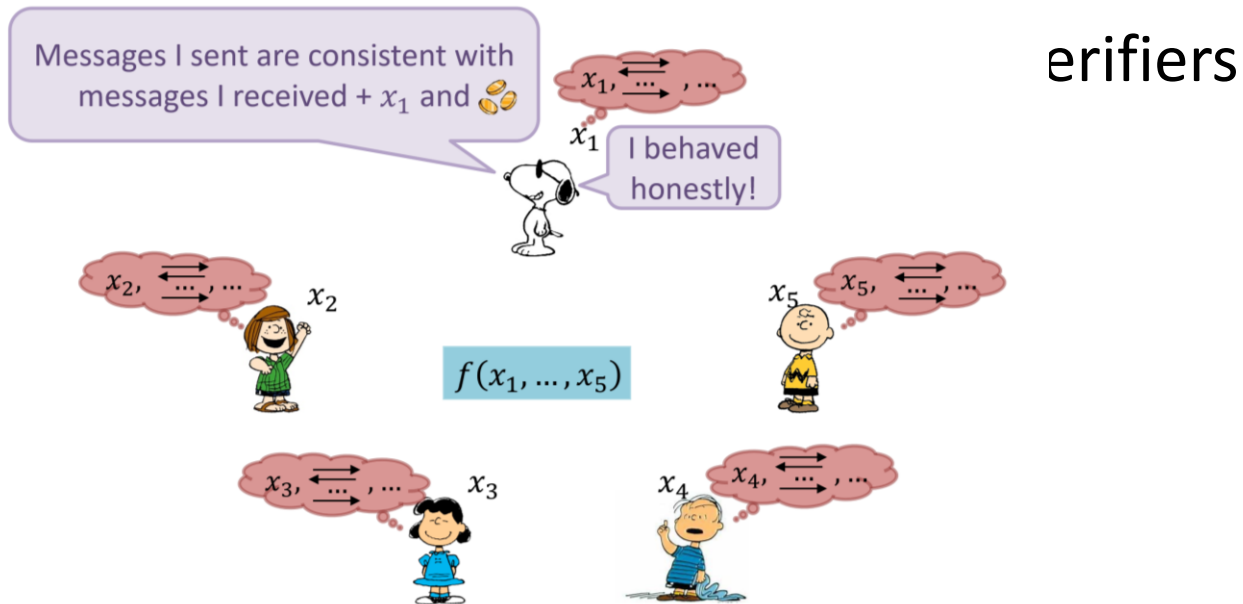 erifiers
Messages I sent are consistent with
messages I received + x₁ and
x₁, ... , ...
x₁
I behaved
honestly!
x₂, ... , ...
x₂
x₅
x₅, ... , ...
f(x₁, ... , x₅)
x₃, ... , ...
x₃
x₄
x₄, ... , ...